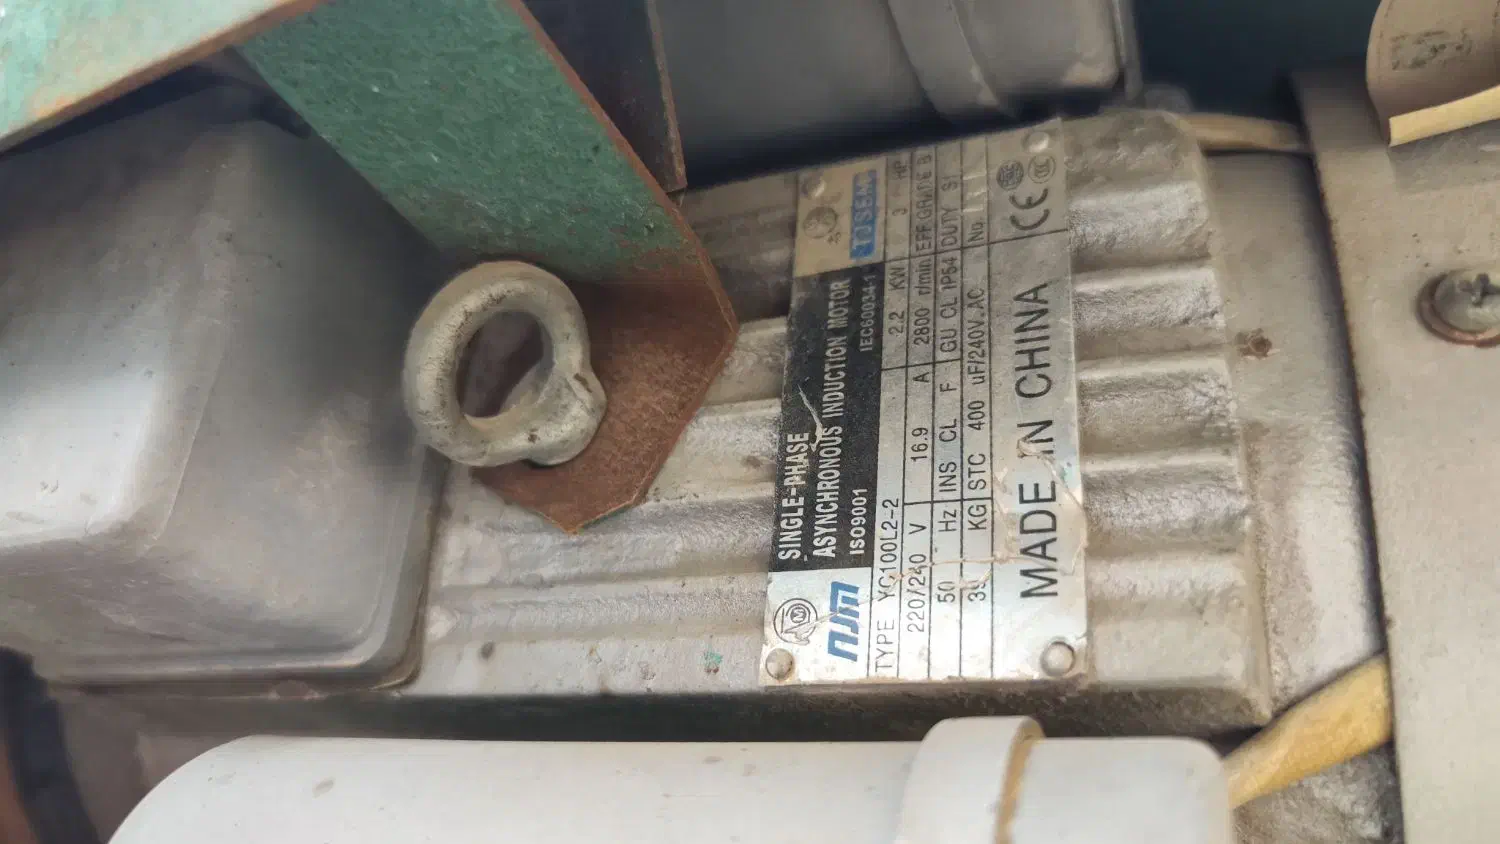 SINGLE-PHASE
ASYNCHRONOUS INDUCTION MOTOR
ISO9001 IEC60034-1
NJM
TOSEMA
TYPE YC100L2-2 2.2 KW 3 HP
220/240 V 16.9 A 2800 r/min EFF GRADE B
50 Hz INS CL F GU CL IP54 DUTY S1
KG STC 400 uF/240V.AC No.
MADE IN CHINA CE